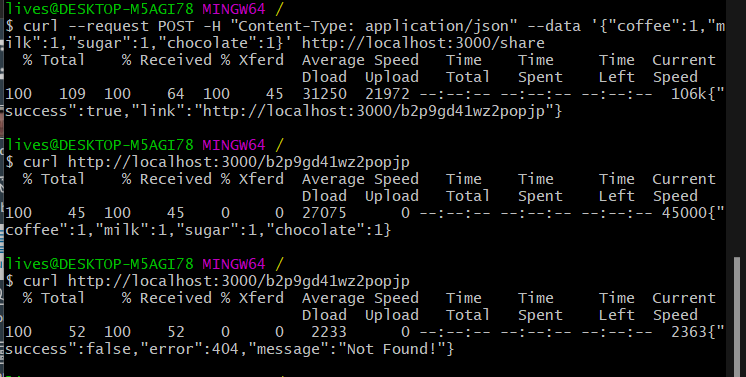 lives@DESKTOP-M5AGI78 MINGW64 /
$ curl --request POST -H "Content-Type: application/json" --data '{"coffee":1,"m
ilk":1,"sugar":1,"chocolate":1}' http://localhost:3000/share
  % Total    % Received % Xferd  Average Speed   Time    Time     Time  Current
                                 Dload  Upload   Total   Spent    Left  Speed
100   109  100    64  100    45  31250  21972 --:--:-- --:--:-- --:--:--  106k{"
success":true,"link":"http://localhost:3000/b2p9gd41wz2popjp"}
lives@DESKTOP-M5AGI78 MINGW64 /
$ curl http://localhost:3000/b2p9gd41wz2popjp
  % Total    % Received % Xferd  Average Speed   Time    Time     Time  Current
                                 Dload  Upload   Total   Spent    Left  Speed
100    45  100    45    0     0  27075      0 --:--:-- --:--:-- --:--:-- 45000{"
coffee":1,"milk":1,"sugar":1,"chocolate":1}
lives@DESKTOP-M5AGI78 MINGW64 /
$ curl http://localhost:3000/b2p9gd41wz2popjp
  % Total    % Received % Xferd  Average Speed   Time    Time     Time  Current
                                 Dload  Upload   Total   Spent    Left  Speed
100    52  100    52    0     0   2233      0 --:--:-- --:--:-- --:--:--  2363{"
success":false,"error":404,"message":"Not Found!"}